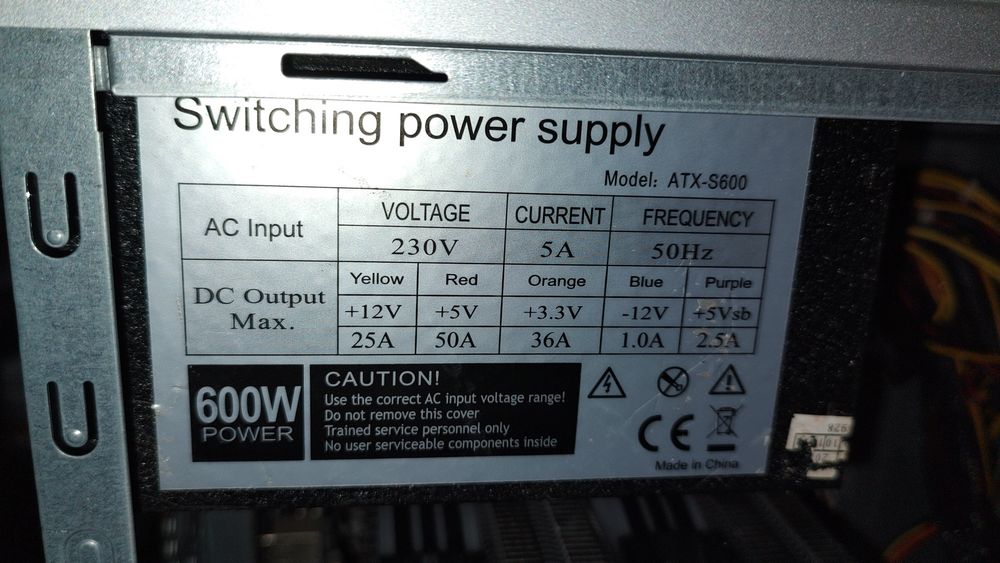 Switching power supply
Model: ATX-S600
AC Input VOLTAGE CURRENT FREQUENCY
230V 5A 50Hz
DC Output Max. Yellow Red Orange Blue Purple
+12V +5V +3.3V -12V +5Vsb
25A 50A 36A 1.0A 2.5A
600W
POWER
CAUTION!
Use the correct AC input voltage range!
Do not remove this cover
Trained service personnel only
No user serviceable components inside
CE
Made in China